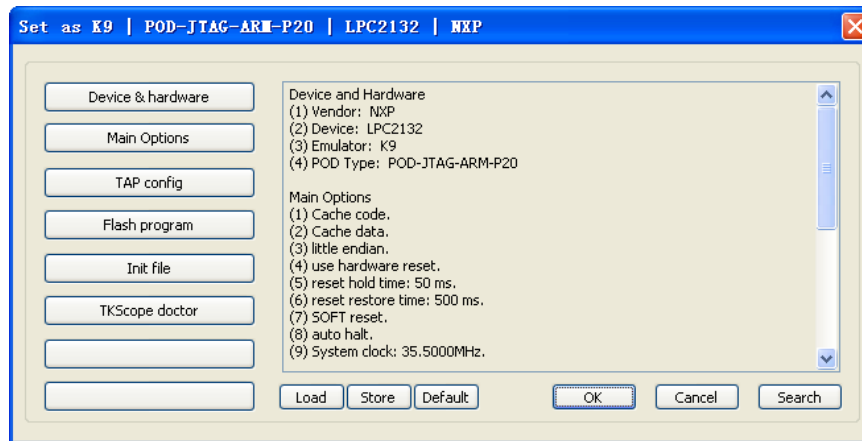 Set as K9 | POD-JTAG-ARM-P20 | LPC2132 | NXP
Device & hardware
Main Options
TAP config
Flash program
Init file
TKScope doctor
Device and Hardware
(1) Vendor: NXP
(2) Device: LPC2132
(3) Emulator: K9
(4) POD Type: POD-JTAG-ARM-P20
Main Options
(1) Cache code.
(2) Cache data.
(3) little endian.
(4) use hardware reset.
(5) reset hold time: 50 ms.
(6) reset restore time: 500 ms.
(7) SOFT reset.
(8) auto halt.
(9) System clock: 35.5000MHz.
Load Store Default OK Cancel Search